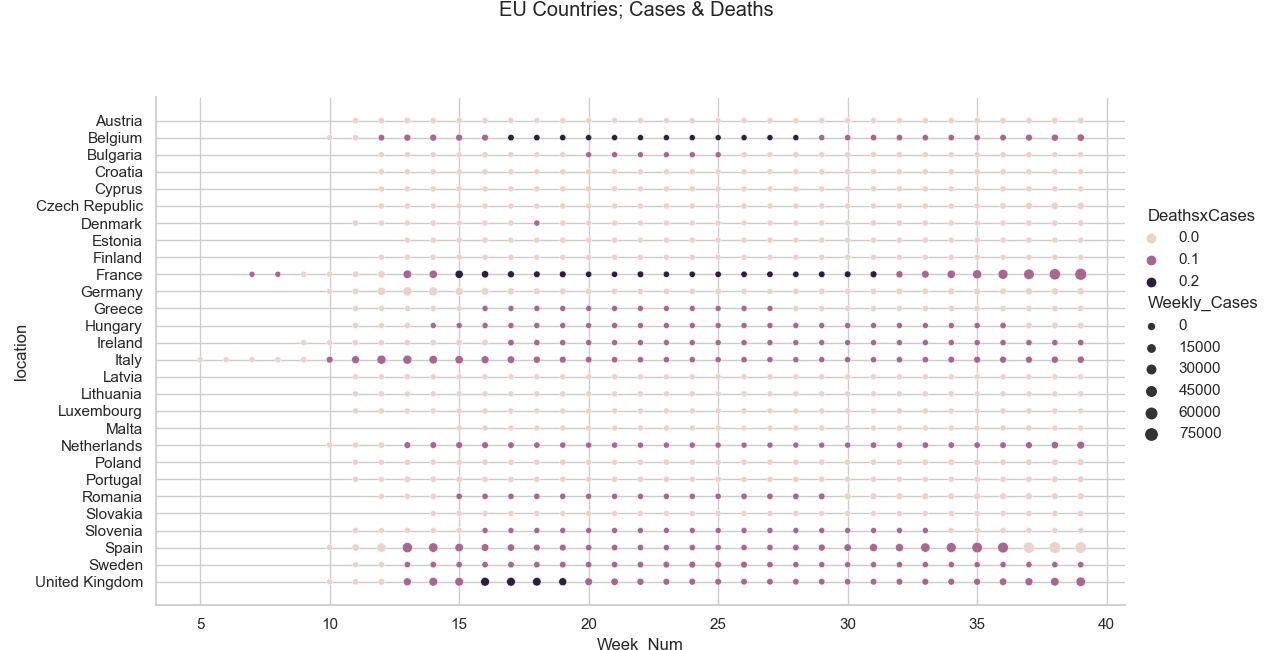 EU Countries; Cases & Deaths
location
Austria
Belgium
Bulgaria
Croatia
Cyprus
Czech Republic
Denmark
Estonia
Finland
France
Germany
Greece
Hungary
Ireland
Italy
Latvia
Lithuania
Luxembourg
Malta
Netherlands
Poland
Portugal
Romania
Slovakia
Slovenia
Spain
Sweden
United Kingdom
5 10 15 20 25 30 35 40
Week_Num
DeathsxCases
0.0
0.1
0.2
Weekly_Cases
0
15000
30000
45000
60000
75000